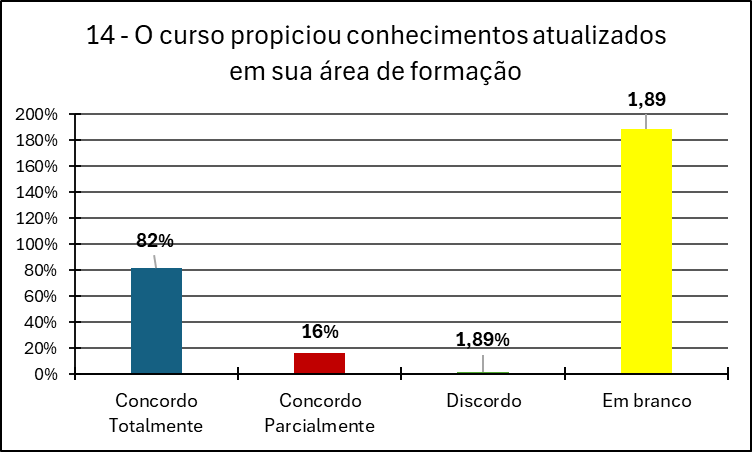 14 - O curso propiciou conhecimentos atualizados
em sua área de formação
200%
180%
160%
140%
120%
100%
80%
60%
40%
20%
0%
82%
16%
1,89%
1,89
Concordo
Totalmente
Concordo
Parcialmente
Discordo
Em branco